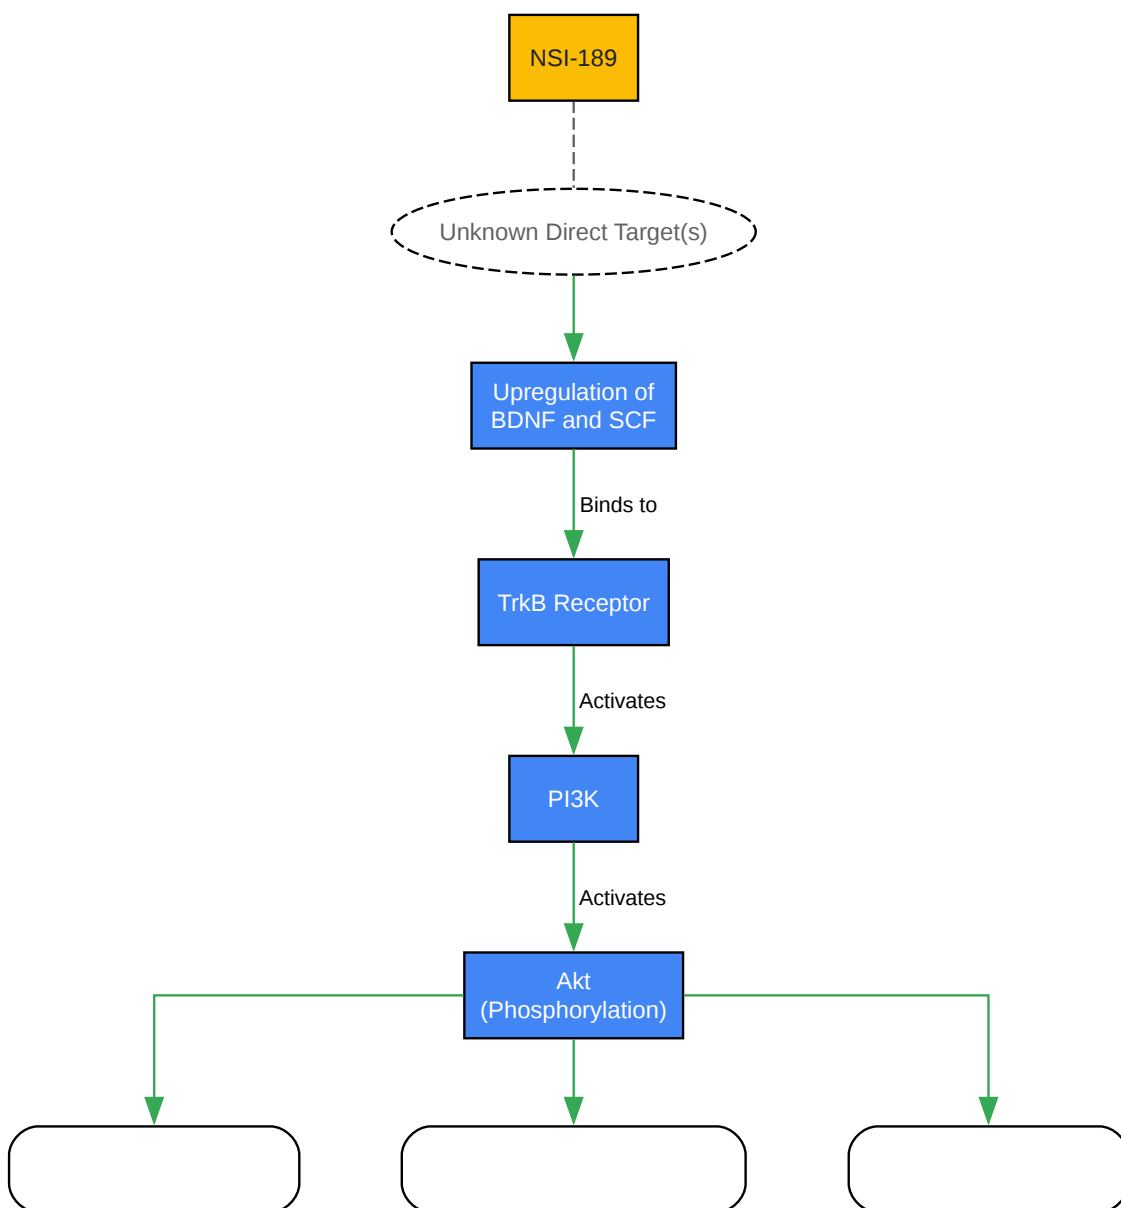 NSI-189
Unknown Direct Target(s)
Upregulation of
BDNF and SCF
Binds to
TrkB Receptor
Activates
PI3K
Activates
Akt
(Phosphorylation)